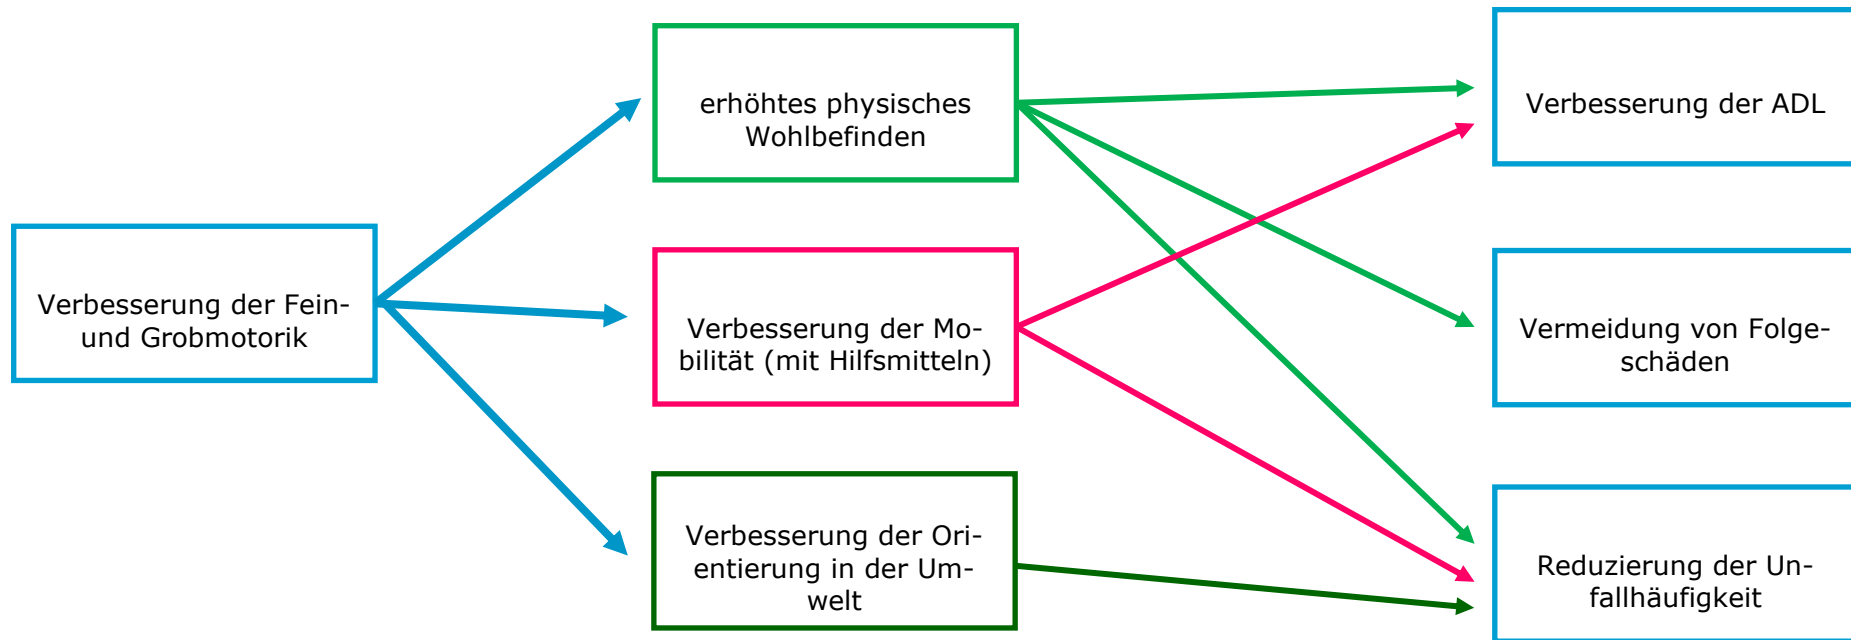 Verbesserung der Fein-
und Grobmotorik
erhöhtes physisches
Wohlbefinden
Verbesserung der Mo-
bilität (mit Hilfsmitteln)
Verbesserung der Ori-
entierung in der Um-
welt
Verbesserung der ADL
Vermeidung von Folge-
schäden
Reduzierung der Un-
fallhäufigkeit